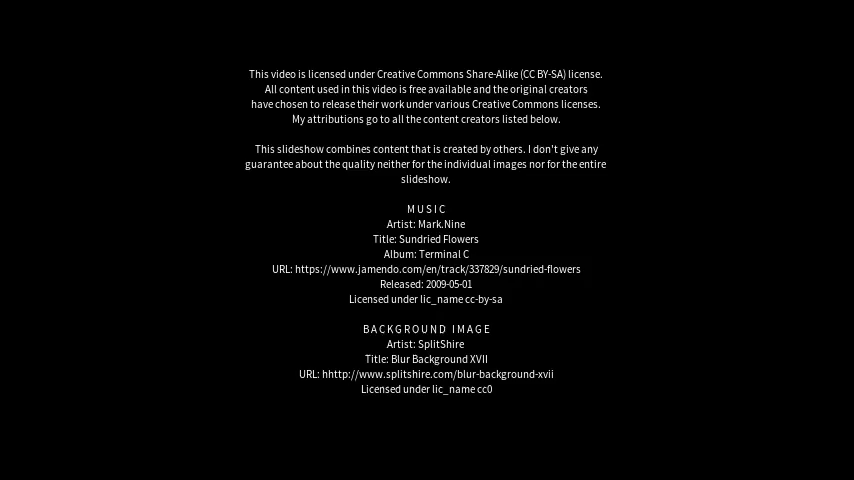 This video is licensed under Creative Commons Share-Alike (CC BY-SA) license.
All content used in this video is free available and the original creators
have chosen to release their work under various Creative Commons licenses.
My attributions go to all the content creators listed below.
This slideshow combines content that is created by others. I don't give any
guarantee about the quality neither for the individual images nor for the entire
slideshow.
MUSIC
Artist: Mark.Nine
Title: Sundried Flowers
Album: Terminal C
URL: https://www.jamendo.com/en/track/337829/sundried-flowers
Released: 2009-05-01
Licensed under lic_name cc-by-sa
BACKGROUND IMAGE
Artist: SplitShire
Title: Blur Background XVII
URL: hhttp://www.splitshire.com/blur-background-xvii
Licensed under lic_name cc0